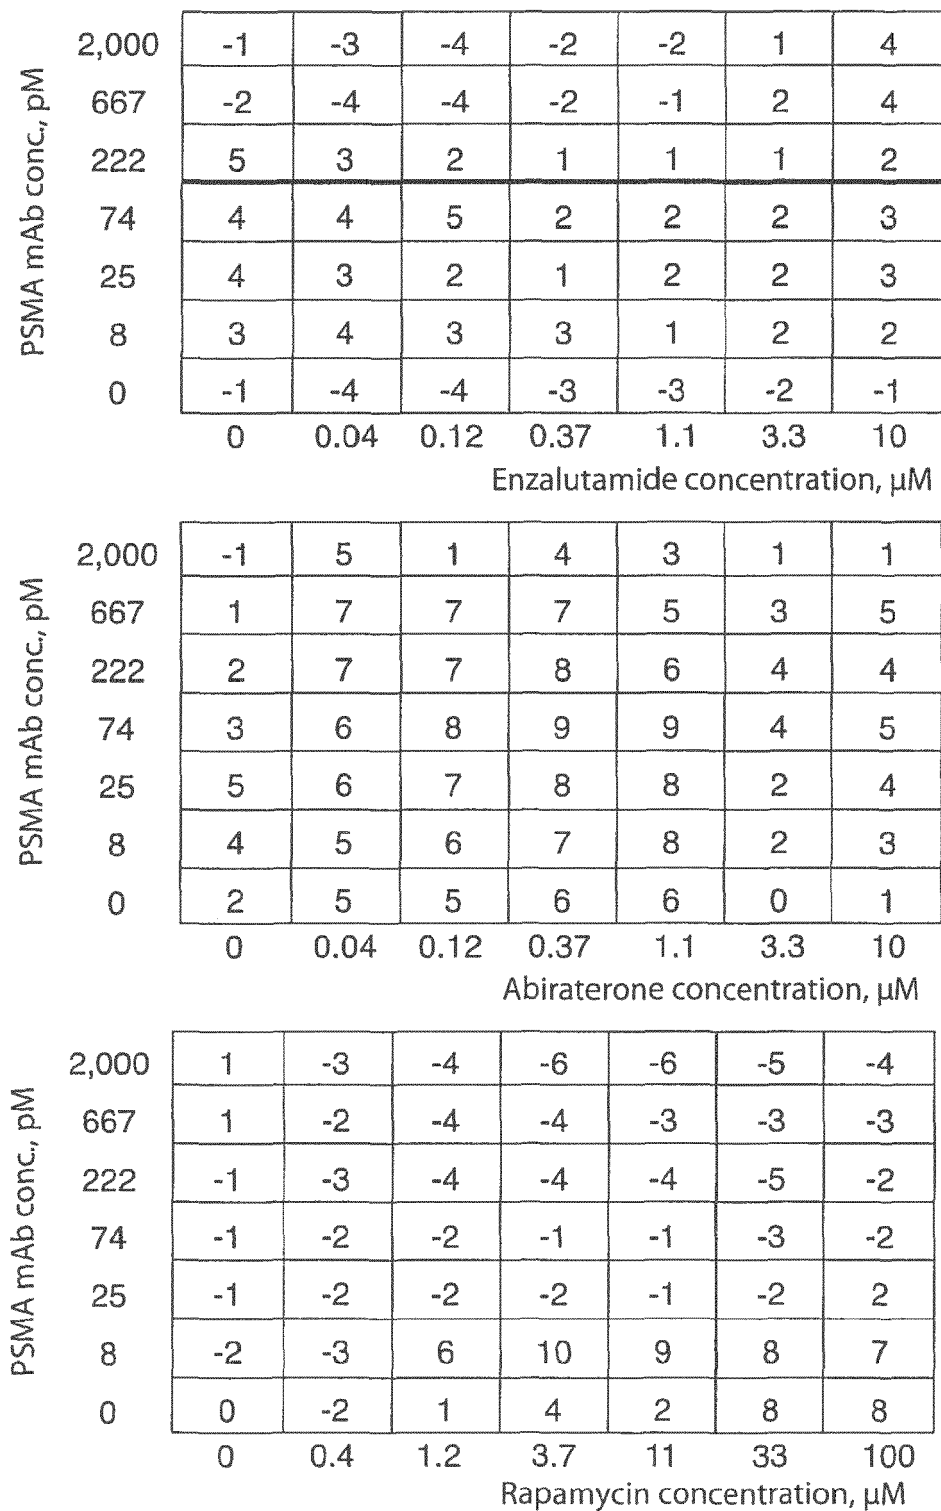 PSMA mAb conc., pM
2,000 -1 -3 -4 -2 -2 1 4
667 -2 -4 -4 -2 -1 2 4
222 5 3 2 1 1 1 2
74 4 4 5 2 2 2 3
25 4 3 2 1 2 2 3
8 3 4 3 3 1 2 2
0 -1 -4 -4 -3 -3 -2 -1
0 0.04 0.12 0.37 1.1 3.3 10
Enzalutamide concentration, µM
PSMA mAb conc., pM
2,000 -1 5 1 4 3 1 1
667 1 7 7 7 5 3 5
222 2 7 7 8 6 4 4
74 3 6 8 9 9 4 5
25 5 6 7 8 8 2 4
8 4 5 6 7 8 2 3
0 2 5 5 6 6 0 1
0 0.04 0.12 0.37 1.1 3.3 10
Abiraterone concentration, µM
PSMA mAb conc., pM
2,000 1 -3 -4 -6 -6 -5 -4
667 1 -2 -4 -4 -3 -3 -3
222 -1 -3 -4 -4 -4 -5 -2
74 -1 -2 -2 -1 -1 -3 -2
25 -1 -2 -2 -2 -1 -2 2
8 -2 -3 6 10 9 8 7
0 0 -2 1 4 2 8 8
0 0.4 1.2 3.7 11 33 100
Rapamycin concentration, µM